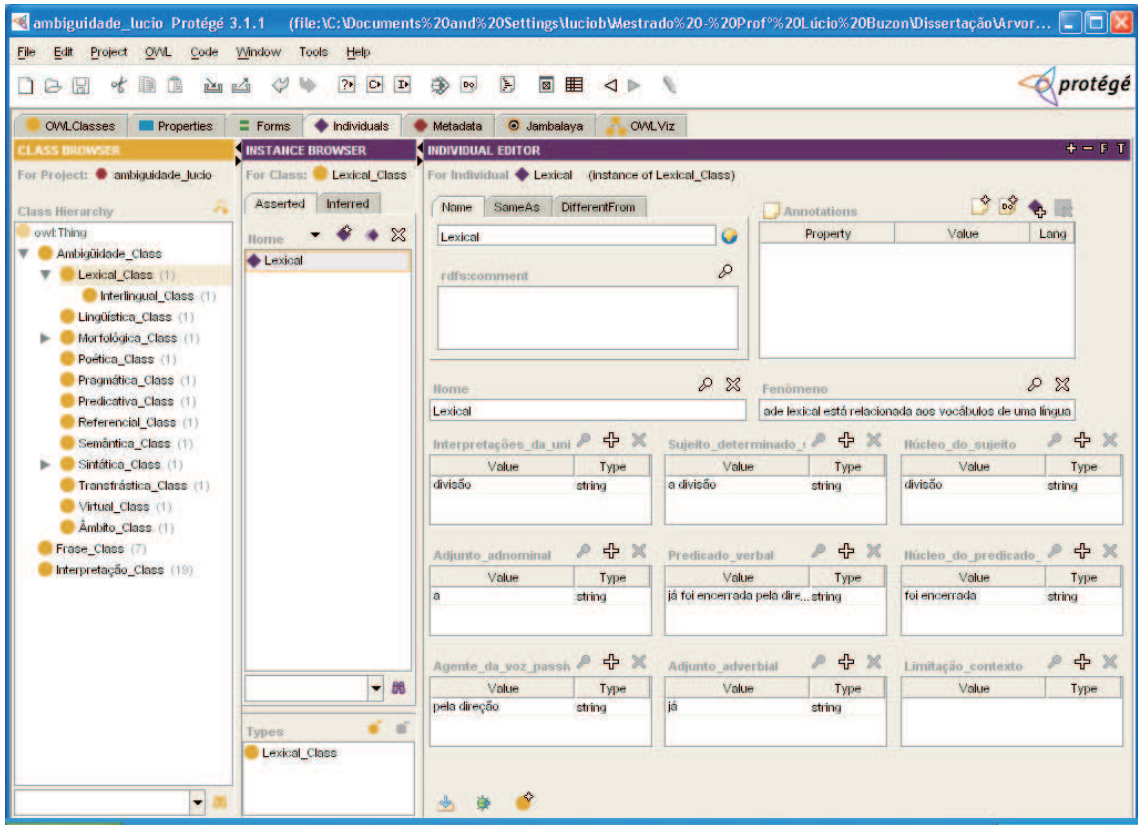 ambiguidade_lucio Protégé 3.1.1 (file:\C:\Documents%20and%20Settings\luciob\Mestrado%20-%20Prof°%20Lúcio%20Buzon\Dissertação\Arvor...
File Edit Project OWL Code Window Tools Help
protégé
OWLClasses Properties Forms Individuals Metadata Jambalaya OWLViz
CLASS BROWSER
For Project: ambiguidade_lucio
Class Hierarchy
owl:Thing
Ambigüidade_Class
Lexical_Class (1)
Interlingual_Class (1)
Lingüística_Class (1)
Morfológica_Class (1)
Poética_Class (1)
Pragmática_Class (1)
Predicativa_Class (1)
Referencial_Class (1)
Semântica_Class (1)
Sintática_Class (1)
Transfrástica_Class (1)
Virtual_Class (1)
Âmbito_Class (1)
Frase_Class (7)
Interpretação_Class (19)
INSTANCE BROWSER
For Class: Lexical_Class
Asserted Inferred
Nome
Lexical
Types
Lexical_Class
INDIVIDUAL EDITOR
+ - F T
For Individual Lexical (instance of Lexical_Class)
Name SameAs DifferentFrom
Lexical
rdfs:comment
Annotations
Property Value Lang
Nome
Lexical
Fenômeno
ade lexical está relacionada aos vocábulos de uma língua
Interpretações_da_uni
Value Type
divisão string
Sujeito_determinado_
Value Type
a divisão string
Núcleo_do_sujeito
Value Type
divisão string
Adjunto_adnominal
Value Type
a string
Predicado_verbal
Value Type
já foi encerrada pela dire... string
Núcleo_do_predicado_
Value Type
foi encerrada string
Agente_da_voz_passi
Value Type
pela direção string
Adjunto_adverbial
Value Type
já string
Limitação_contexto
Value Type